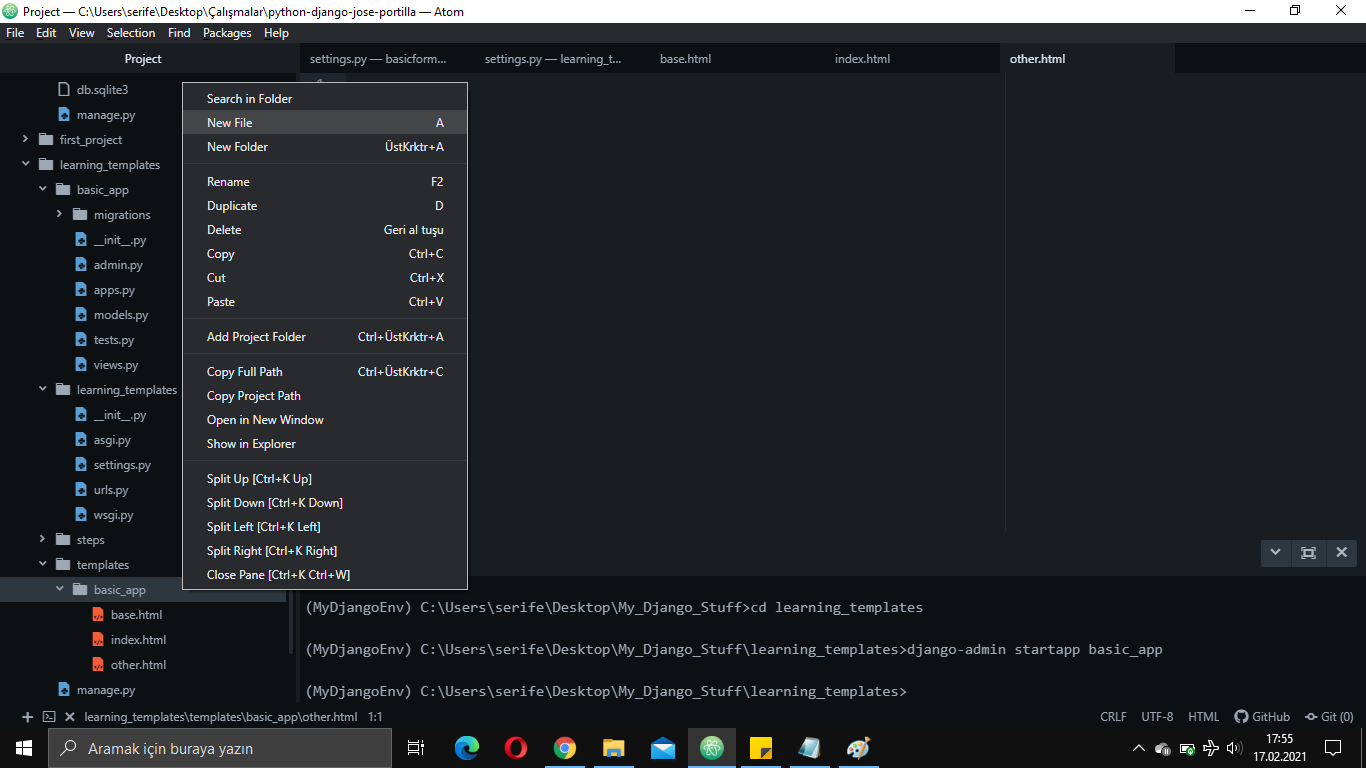 Project — C:\Users\serife\Desktop\Çalışmalar\python-django-jose-portilla — Atom
File Edit View Selection Find Packages Help
Project
settings.py — basicform... settings.py — learning_t... base.html index.html other.html
db.sqlite3
manage.py
first_project
learning_templates
basic_app
migrations
__init__.py
admin.py
apps.py
models.py
tests.py
views.py
learning_templates
__init__.py
asgi.py
settings.py
urls.py
wsgi.py
steps
templates
basic_app
base.html
index.html
other.html
manage.py
Search in Folder
New File A
New Folder ÜstKrktr+A
Rename F2
Duplicate D
Delete Geri al tuşu
Copy Ctrl+C
Cut Ctrl+X
Paste Ctrl+V
Add Project Folder Ctrl+ÜstKrktr+A
Copy Full Path Ctrl+ÜstKrktr+C
Copy Project Path
Open in New Window
Show in Explorer
Split Up [Ctrl+K Up]
Split Down [Ctrl+K Down]
Split Left [Ctrl+K Left]
Split Right [Ctrl+K Right]
Close Pane [Ctrl+K Ctrl+W]
(MyDjangoEnv) C:\Users\serife\Desktop\My_Django_Stuff>cd learning_templates
(MyDjangoEnv) C:\Users\serife\Desktop\My_Django_Stuff\learning_templates>django-admin startapp basic_app
(MyDjangoEnv) C:\Users\serife\Desktop\My_Django_Stuff\learning_templates>
learning_templates\templates\basic_app\other.html 1:1 CRLF UTF-8 HTML GitHub Git (0)
Aramak için buraya yazın
17:55
17.02.2021